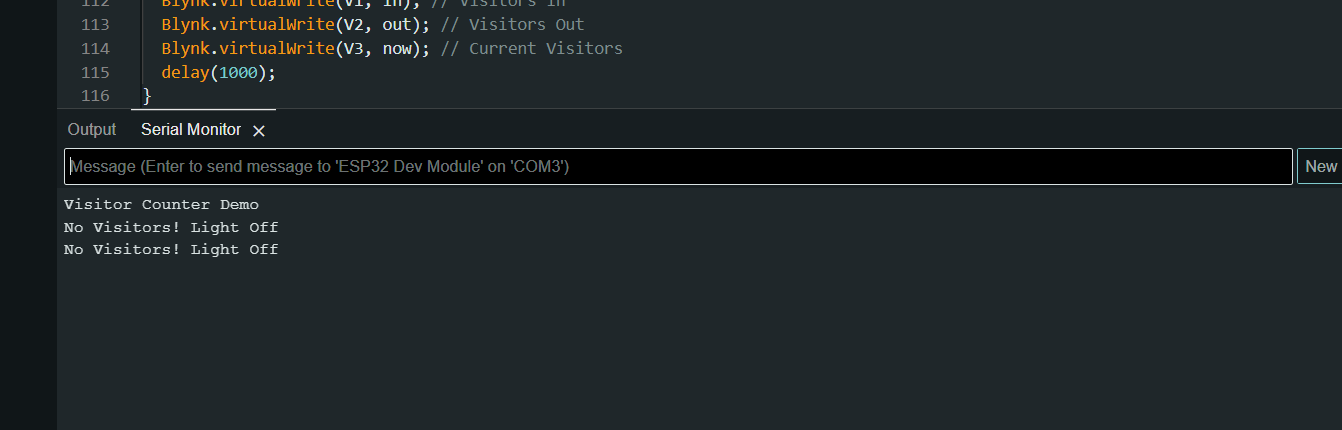 112 Blynk.virtualWrite(V1, in); // Visitors In
113 Blynk.virtualWrite(V2, out); // Visitors Out
114 Blynk.virtualWrite(V3, now); // Current Visitors
115 delay(1000);
116 }
Output Serial Monitor ×
Message (Enter to send message to 'ESP32 Dev Module' on 'COM3') New
Visitor Counter Demo
No Visitors! Light Off
No Visitors! Light Off